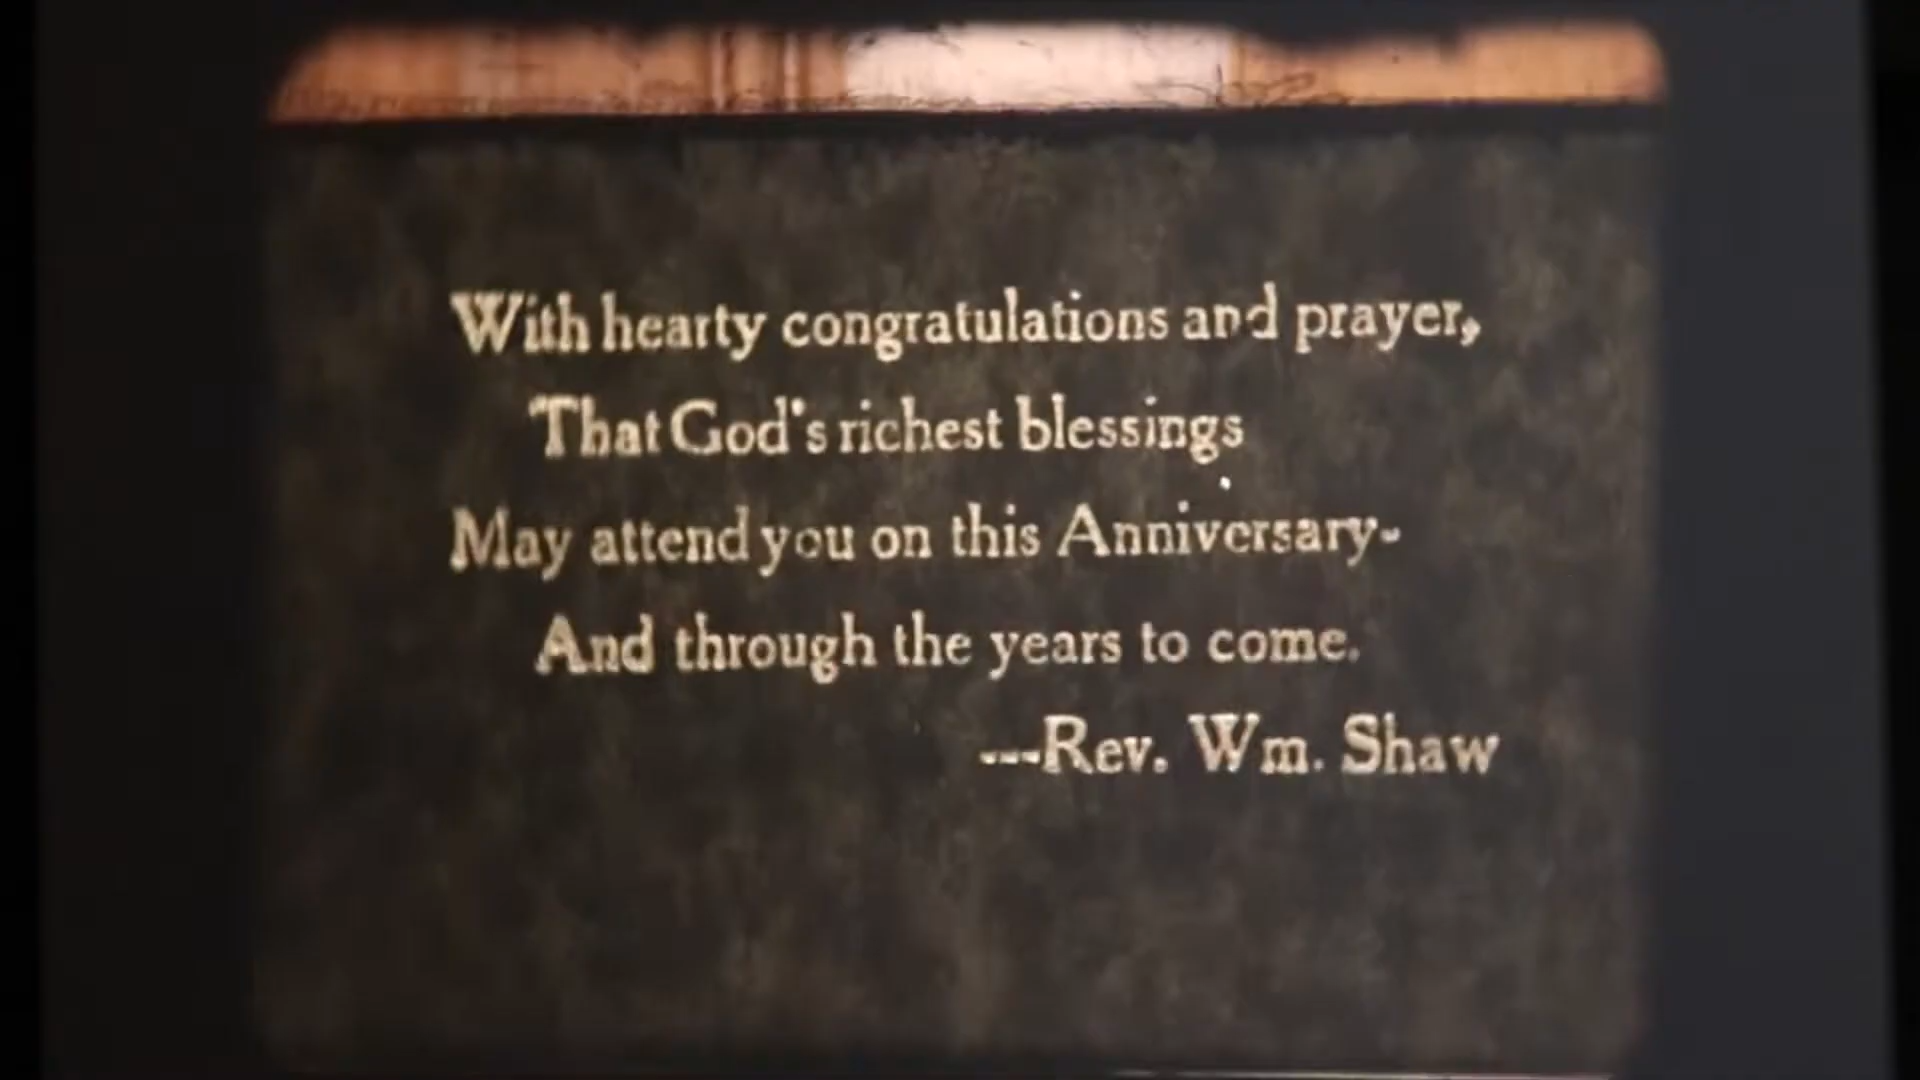 With hearty congratulations and prayer,
That God's richest blessings
May attend you on this Anniversary-
And through the years to come.
---Rev. Wm. Shaw